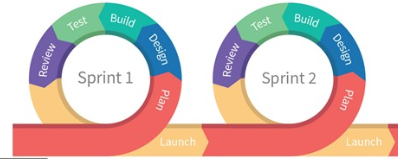 Test
Build
Design
Plan
Review
Sprint 1
Launch
Test
Build
Design
Plan
Review
Sprint 2
Launch